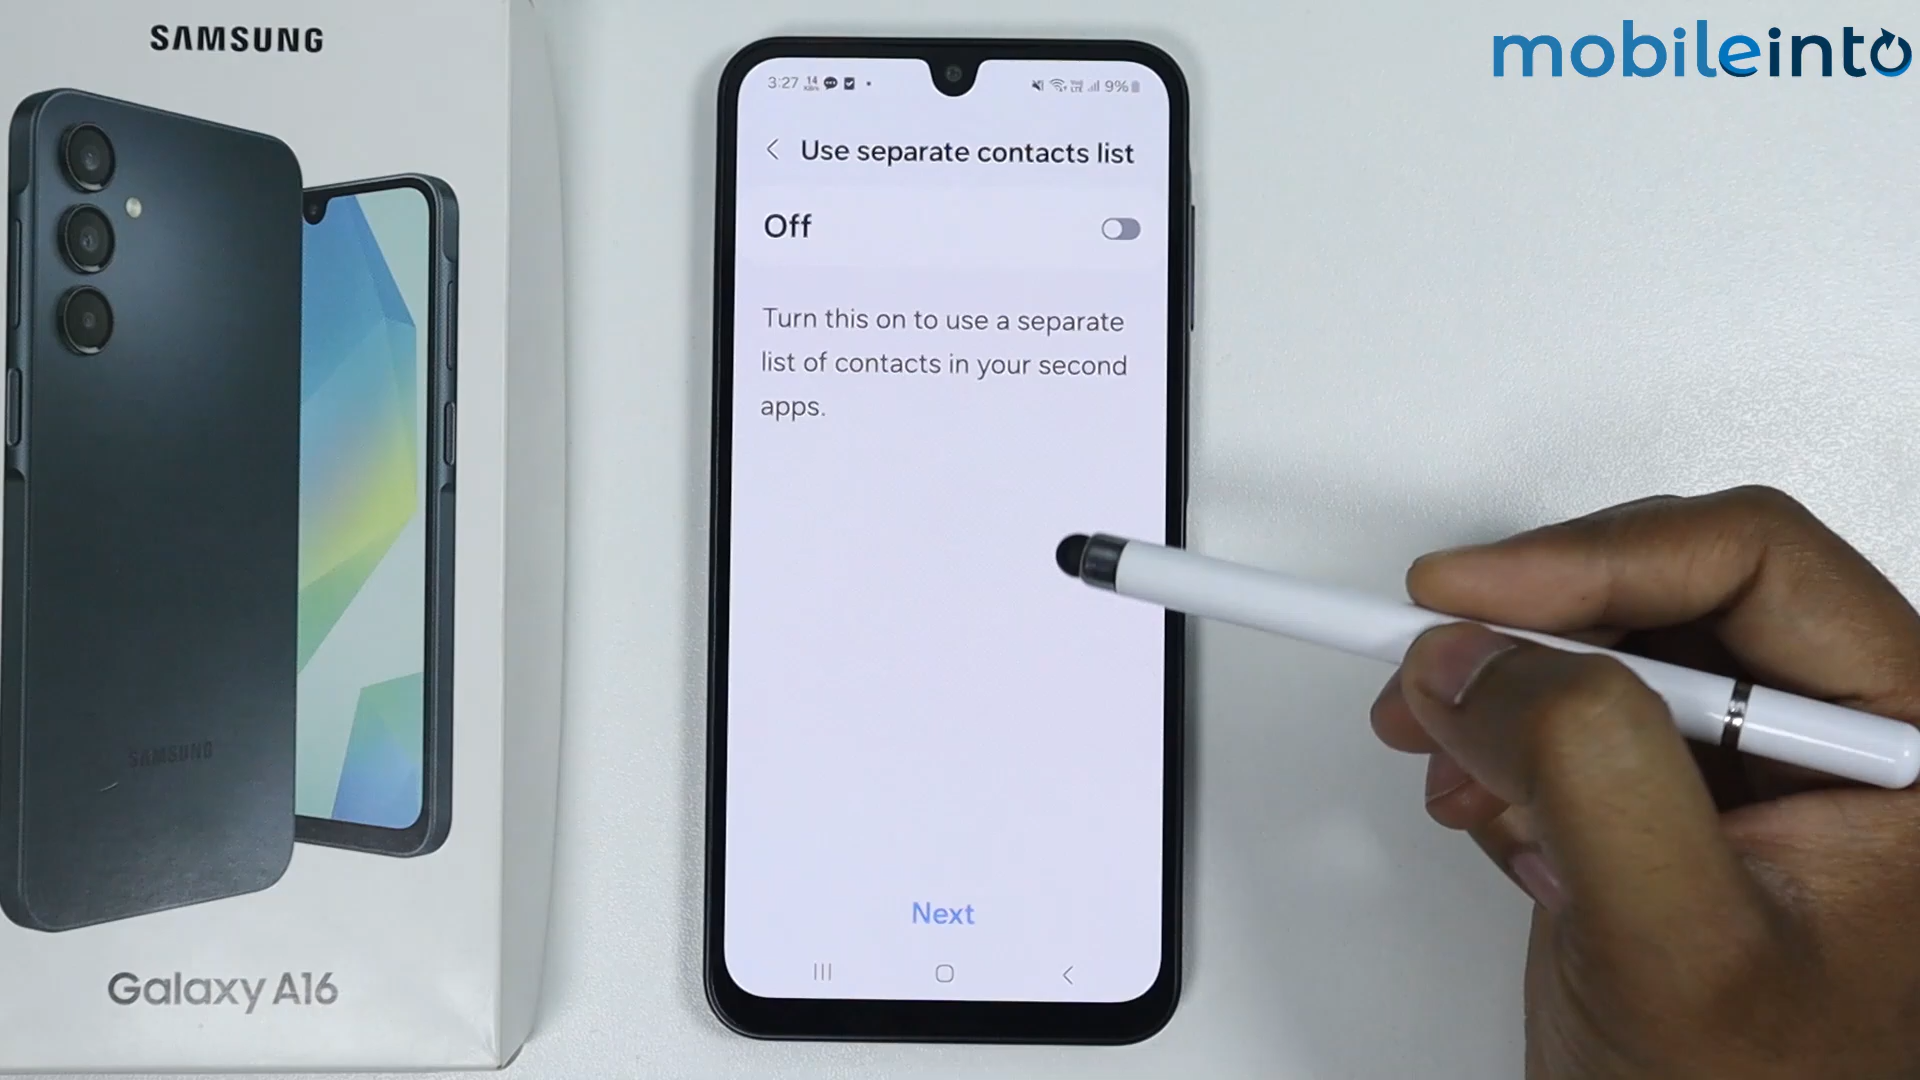 SAMSUNG
SAMSUNG
Galaxy A16
mobileinto
3:27
9%
Use separate contacts list
Off
Turn this on to use a separate
list of contacts in your second
apps.
Next